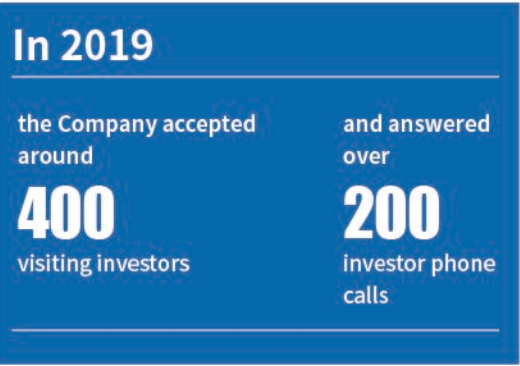 In 2019
the Company accepted
around
400
visiting investors
and answered
over
200
investor phone
calls